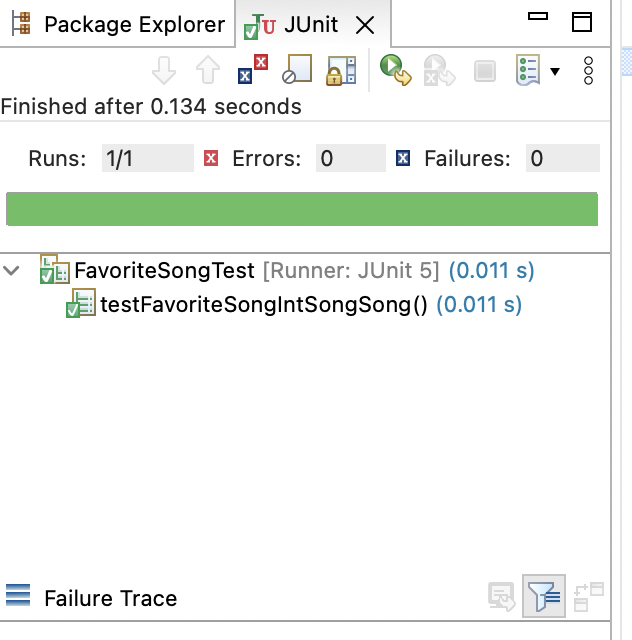 Package Explorer JUnit
Finished after 0.134 seconds
Runs: 1/1 Errors: 0 Failures: 0
FavoriteSongTest [Runner: JUnit 5] (0.011 s)
testFavoriteSongIntSongSong() (0.011 s)
Failure Trace